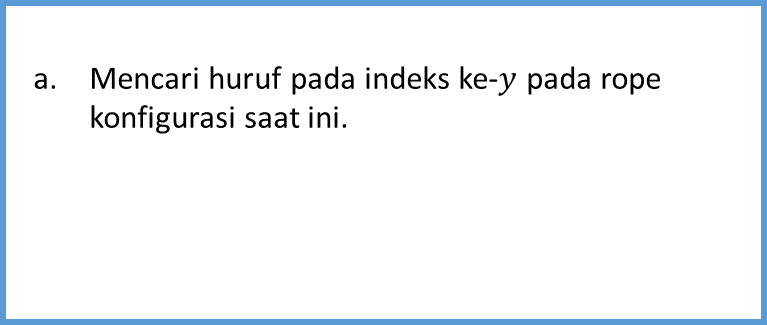 a. Mencari huruf pada indeks ke-y pada rope
konfigurasi saat ini.